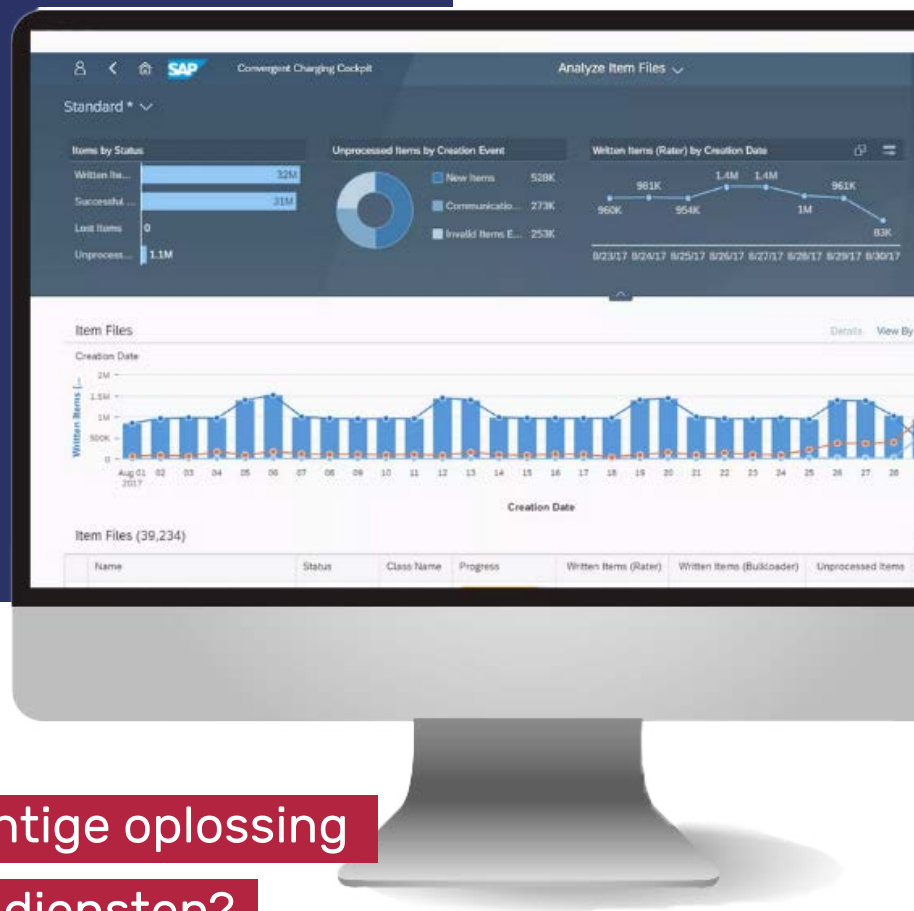 SAP Convergent Charging Cockpit Analyze Item Files
Standard *
Items by Status Unprocessed Items by Creation Event Written Items (Rater) by Creation Date
Written Ite... 32M
Successful ... 31M
Lost Items 0
Unprocess... 1.1M
New Items 528K
Communicatio... 273K
Invalid Items E... 253K
960K 961K 954K 1.4M 1.4M 1M 961K 83K
8/23/17 8/24/17 8/25/17 8/26/17 8/27/17 8/28/17 8/29/17 8/30/17
Item Files Details View By
Creation Date
Written Items (...
2M
1.5M
1M
500K
0
Aug 01 02 03 04 05 06 07 08 09 10 11 12 13 14 15 16 17 18 19 20 21 22 23 24 25 26 27 28
2017
Creation Date
Item Files (39,234)
Name Status Class Name Progress Written Items (Rater) Written Items (Bulkloader) Unprocessed Items
ntige oplossing
diensten?